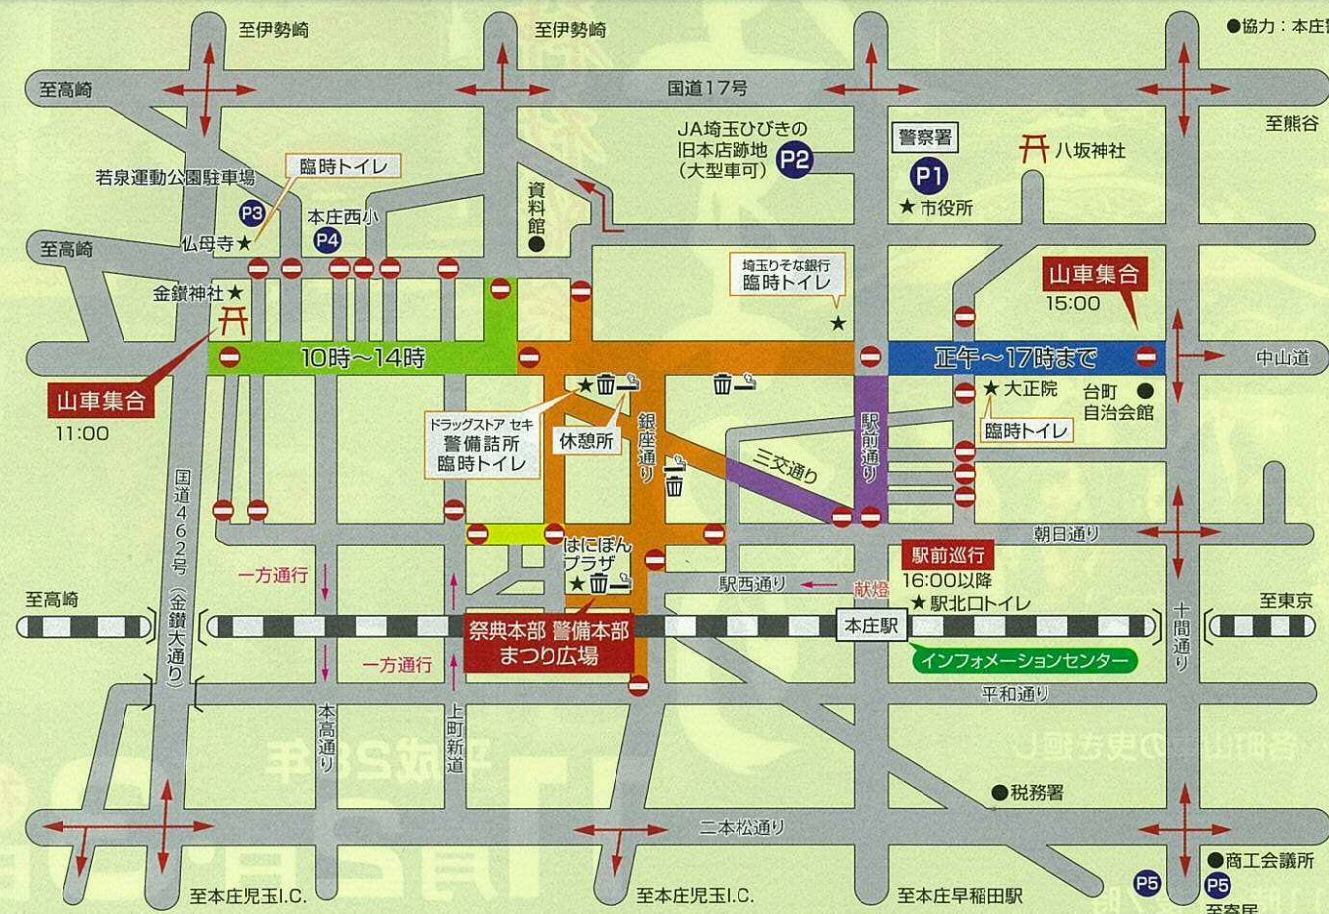 至伊勢崎
至伊勢崎
●協力：本庄
至高崎
国道17号
至熊谷
JA埼玉ひびきの
旧本店跡地
（大型車可）
P2
警察署
P1
★市役所
八坂神社
臨時トイレ
若泉運動公園駐車場
P3
本庄西小
P4
資料館
至高崎
仏母寺★
金鑚神社★
埼玉りそな銀行
臨時トイレ
★
山車集合
15:00
10時～14時
正午～17時まで
中山道
山車集合
11:00
★
★大正院
台町
自治会館
臨時トイレ
ドラッグストア セキ
警備詰所
臨時トイレ
休憩所
銀座通り
駅前通り
三交通り
国道462号（金鑚大通り）
朝日通り
はにぽん
プラザ
★
駅前巡行
16:00以降
★駅北口トイレ
一方通行
駅西通り
献燈
至高崎
至東京
祭典本部 警備本部
まつり広場
本庄駅
インフォメーションセンター
十間通り
一方通行
平和通り
本高通り
上町新道
平成28年
11月2日
●税務署
二本松通り
●商工会議所
P5
P5
至本庄児玉I.C.
至本庄児玉I.C.
至本庄早稲田駅
至寄居